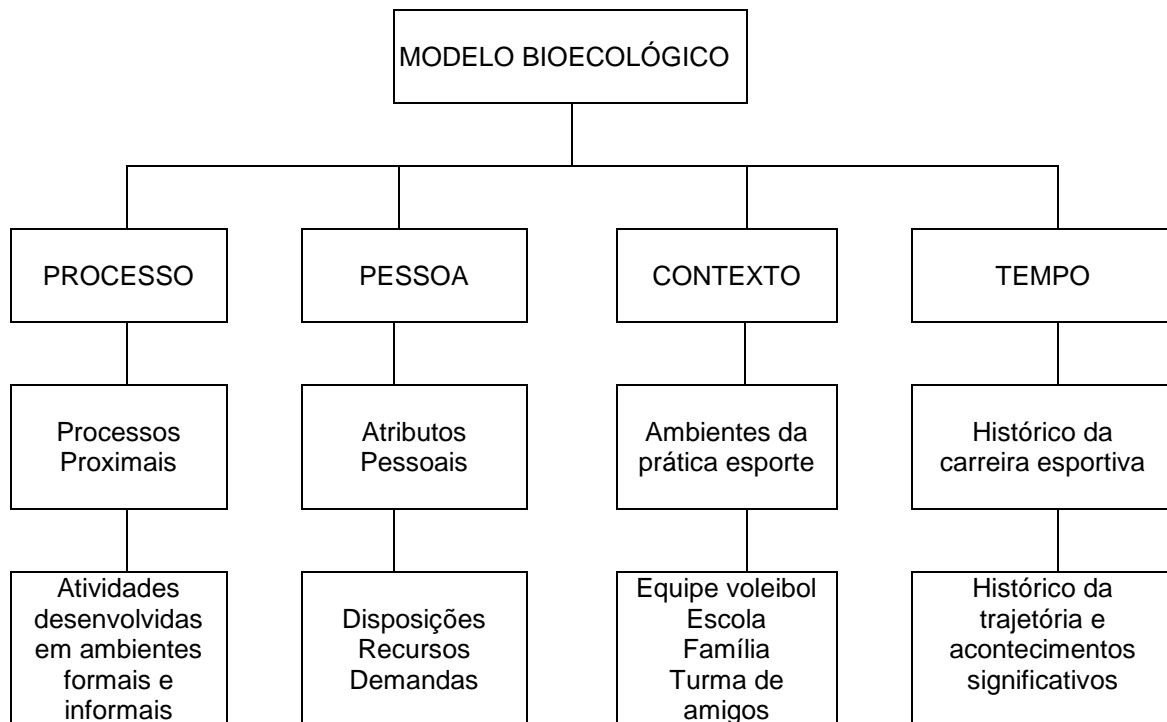 MODELO BIOECOLÓGICO
PROCESSO
PESSOA
CONTEXTO
TEMPO
Processos
Proximais
Atributos
Pessoais
Ambientes da
prática esporte
Histórico da
carreira esportiva
Atividades
desenvolvidas
em ambientes
formais e
informais
Disposições
Recursos
Demandas
Equipe voleibol
Escola
Família
Turma de
amigos
Histórico da
trajetória e
acontecimentos
significativos